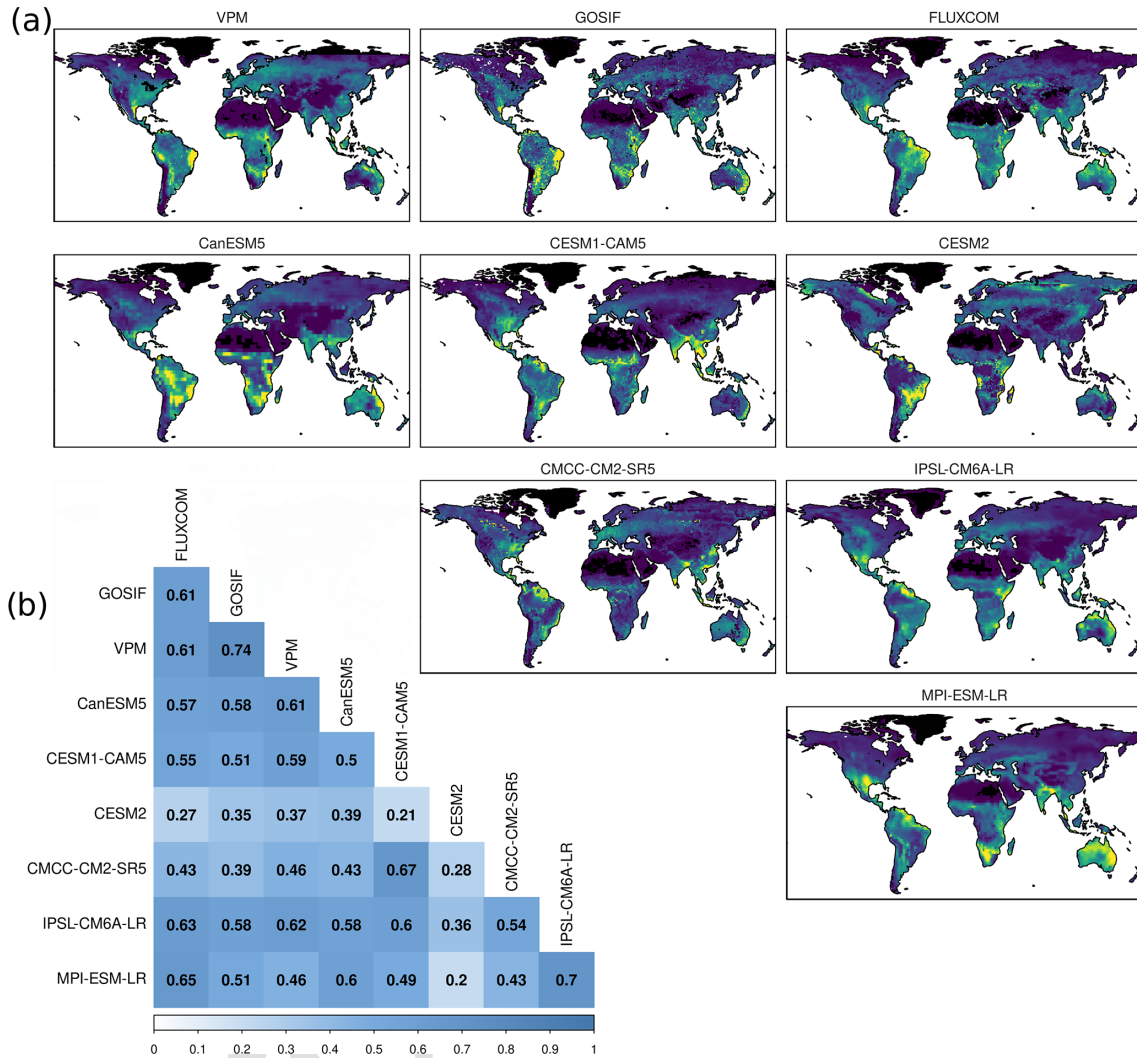 (a)
VPM
GOSIF
FLUXCOM
CanESM5
CESM1-CAM5
CESM2
CMCC-CM2-SR5
IPSL-CM6A-LR
MPI-ESM-LR
(b)
FLUXCOM
GOSIF 0.61 GOSIF
VPM 0.61 0.74 VPM
CanESM5 0.57 0.58 0.61 CanESM5
CESM1-CAM5 0.55 0.51 0.59 0.5 CESM1-CAM5
CESM2 0.27 0.35 0.37 0.39 0.21 CESM2
CMCC-CM2-SR5 0.43 0.39 0.46 0.43 0.67 0.28 CMCC-CM2-SR5
IPSL-CM6A-LR 0.63 0.58 0.62 0.58 0.6 0.36 0.54 IPSL-CM6A-LR
MPI-ESM-LR 0.65 0.51 0.46 0.6 0.49 0.2 0.43 0.7
0 0.1 0.2 0.3 0.4 0.5 0.6 0.7 0.8 0.9 1